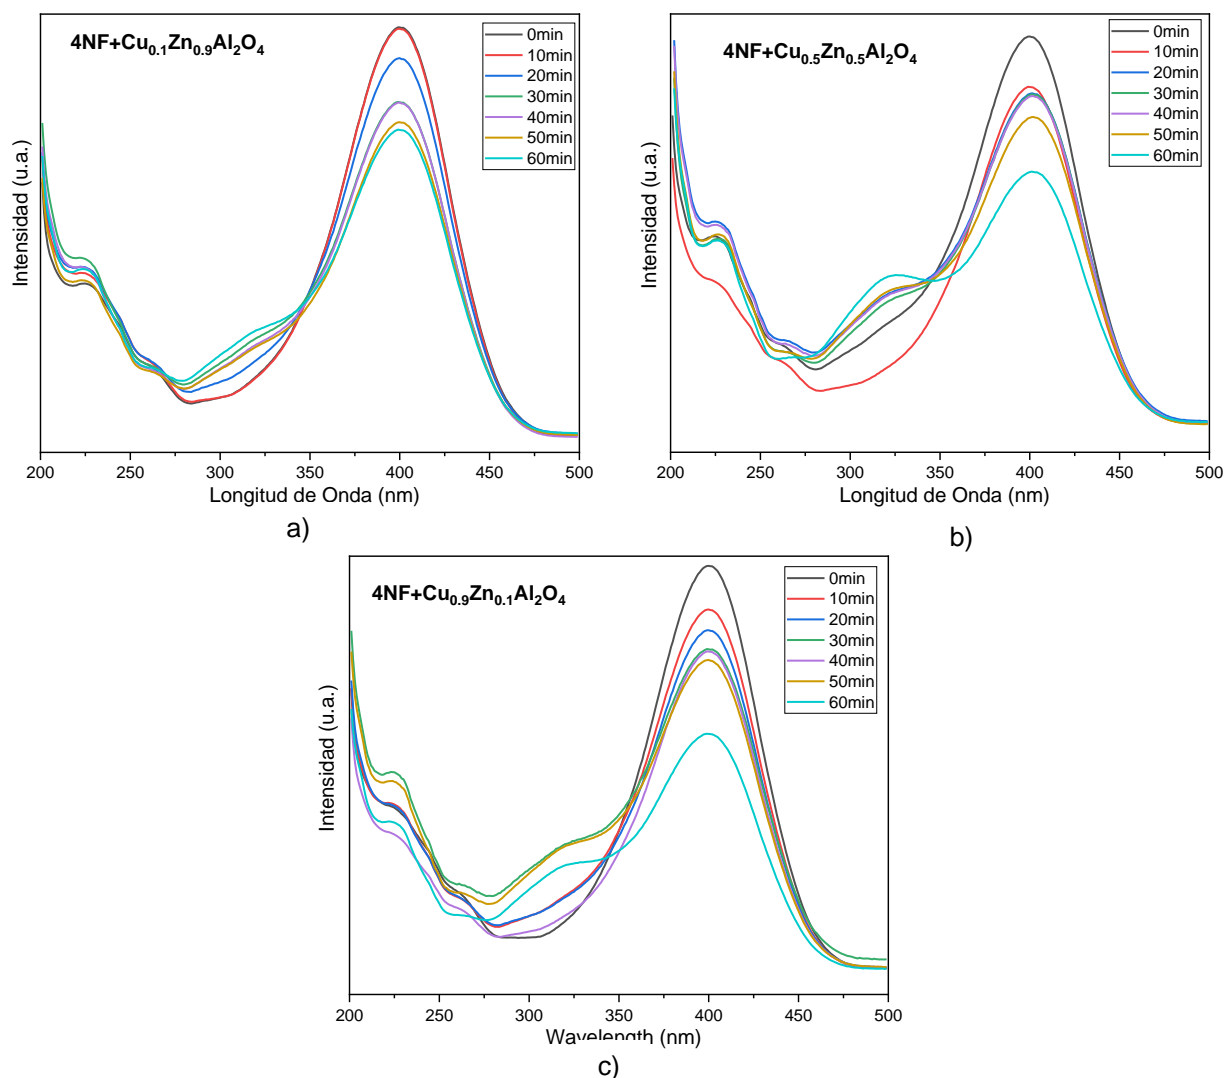 4NF+Cu0.1Zn0.9Al2O4
0min
10min
20min
30min
40min
50min
60min
Intensidad (u.a.)
200 250 300 350 400 450 500
Longitud de Onda (nm)
a)
4NF+Cu0.5Zn0.5Al2O4
0min
10min
20min
30min
40min
50min
60min
Intensidad (u.a.)
200 250 300 350 400 450 500
Longitud de Onda (nm)
b)
4NF+Cu0.9Zn0.1Al2O4
0min
10min
20min
30min
40min
50min
60min
Intensidad (u.a.)
200 250 300 350 400 450 500
Wavelength (nm)
c)